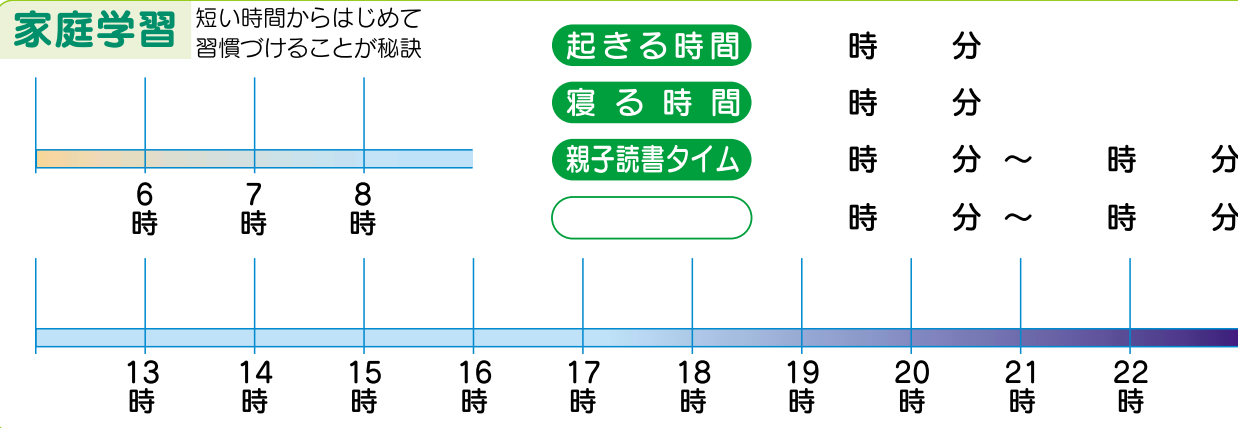 家庭学習
短い時間からはじめて
習慣づけることが秘訣
起きる時間 時 分
寝る時間 時 分
親子読書タイム 時 分 ～ 時 分
時 分 ～ 時 分
6 7 8
時 時 時
13 14 15 16 17 18 19 20 21 22
時 時 時 時 時 時 時 時 時 時